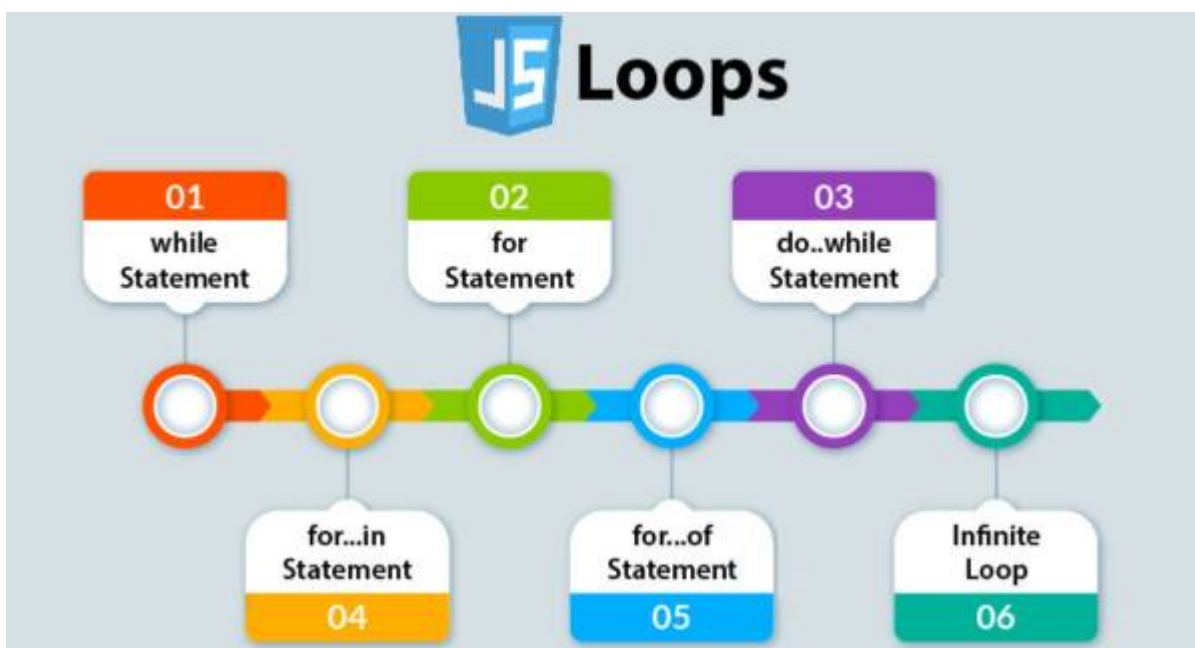 JS Loops
01
while
Statement
02
for
Statement
03
do..while
Statement
for...in
Statement
04
for...of
Statement
05
Infinite
Loop
06